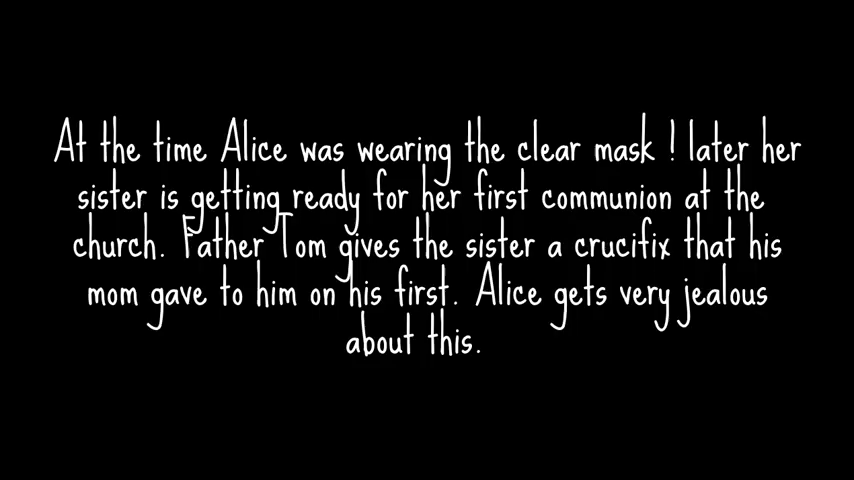 At the time Alice was wearing the clear mask ! later her
sister is getting ready for her first communion at the
church. Father Tom gives the sister a crucifix that his
mom gave to him on his first. Alice gets very jealous
about this.